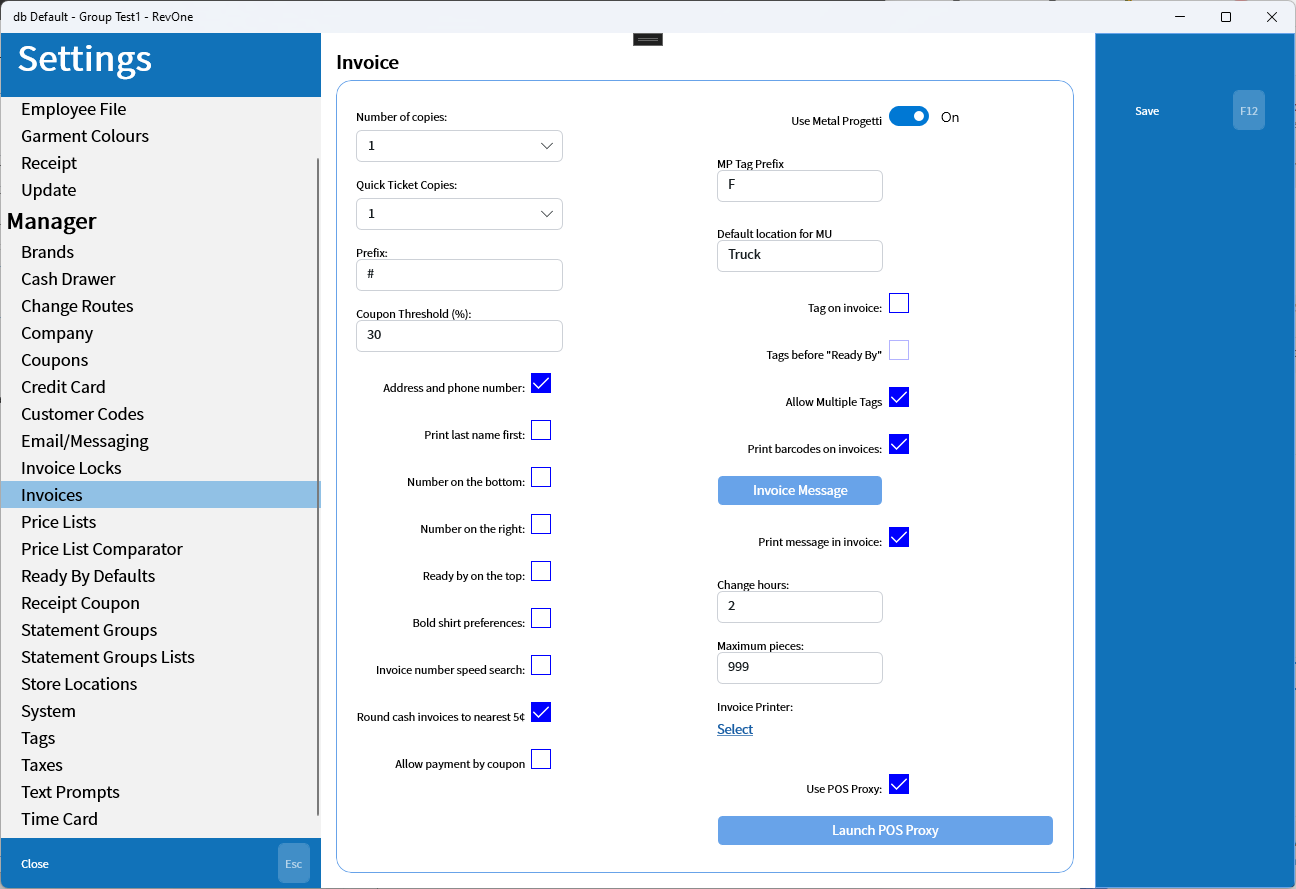 db Default - Group Test1 - RevOne
Settings
Employee File
Garment Colours
Receipt
Update
Manager
Brands
Cash Drawer
Change Routes
Company
Coupons
Credit Card
Customer Codes
Email/Messaging
Invoice Locks
Invoices
Price Lists
Price List Comparator
Ready By Defaults
Receipt Coupon
Statement Groups
Statement Groups Lists
Store Locations
System
Tags
Taxes
Text Prompts
Time Card
Close
Esc
Invoice
Number of copies:
1
Quick Ticket Copies:
1
Prefix:
#
Coupon Threshold (%):
30
Address and phone number:
Print last name first:
Number on the bottom:
Number on the right:
Ready by on the top:
Bold shirt preferences:
Invoice number speed search:
Round cash invoices to nearest 5¢
Allow payment by coupon
Use Metal Progetti
On
MP Tag Prefix
F
Default location for MU
Truck
Tag on invoice:
Tags before "Ready By"
Allow Multiple Tags
Print barcodes on invoices:
Invoice Message
Print message in invoice:
Change hours:
2
Maximum pieces:
999
Invoice Printer:
Select
Use POS Proxy:
Launch POS Proxy
Save
F12